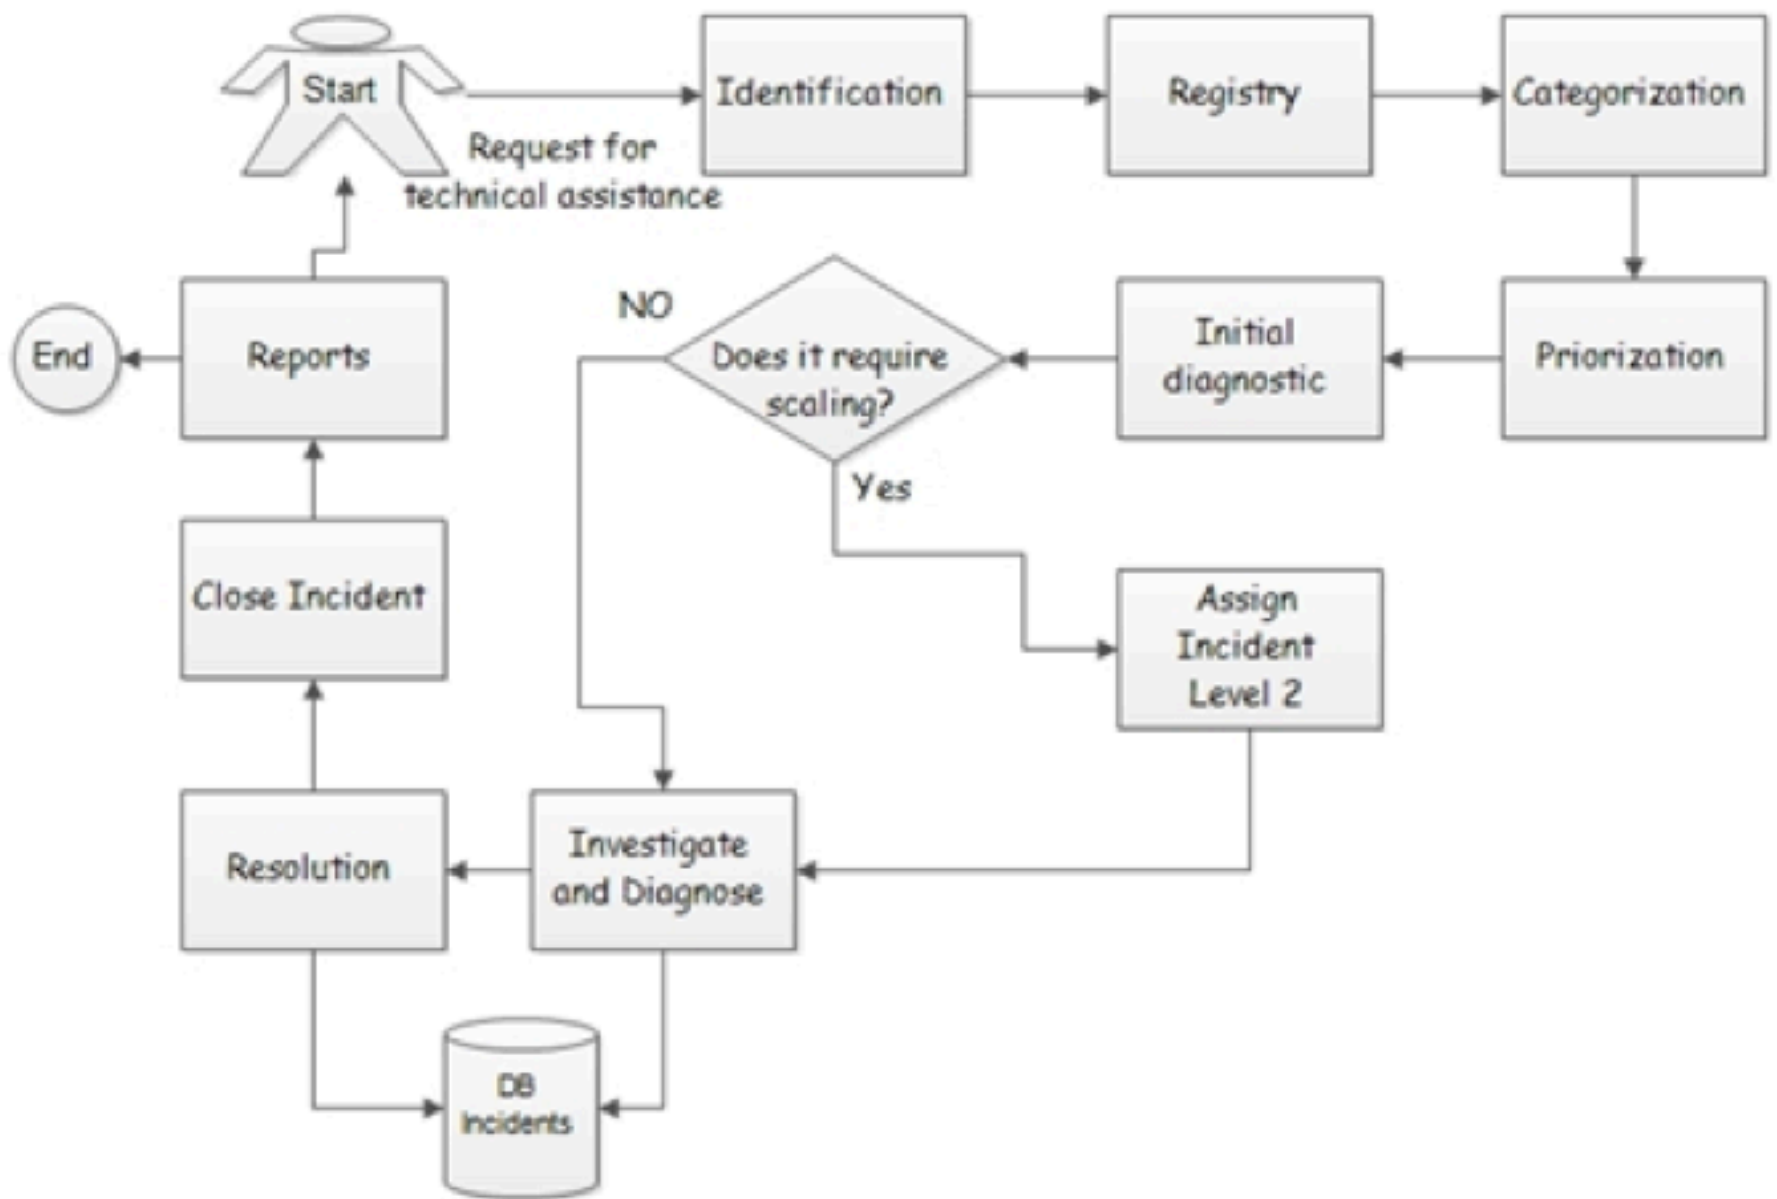 Start
Identification
Registry
Categorization
Request for
technical assistance
NO
Does it require
scaling?
Initial
diagnostic
Priorization
End
Reports
Yes
Close Incident
Assign
Incident
Level 2
Resolution
Investigate
and Diagnose
DB
Incidents